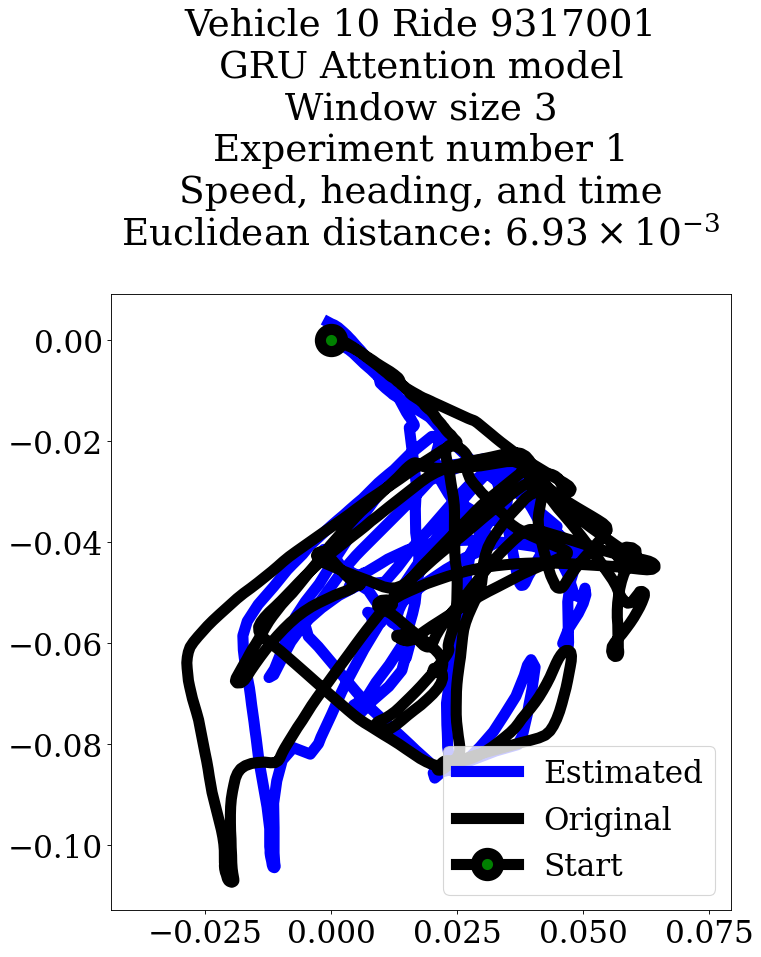 Vehicle 10 Ride 9317001
GRU Attention model
Window size 3
Experiment number 1
Speed, heading, and time
Euclidean distance: 6.93 × 10⁻³
0.00
−0.02
−0.04
−0.06
−0.08
−0.10
Estimated
Original
Start
−0.025 0.000 0.025 0.050 0.075